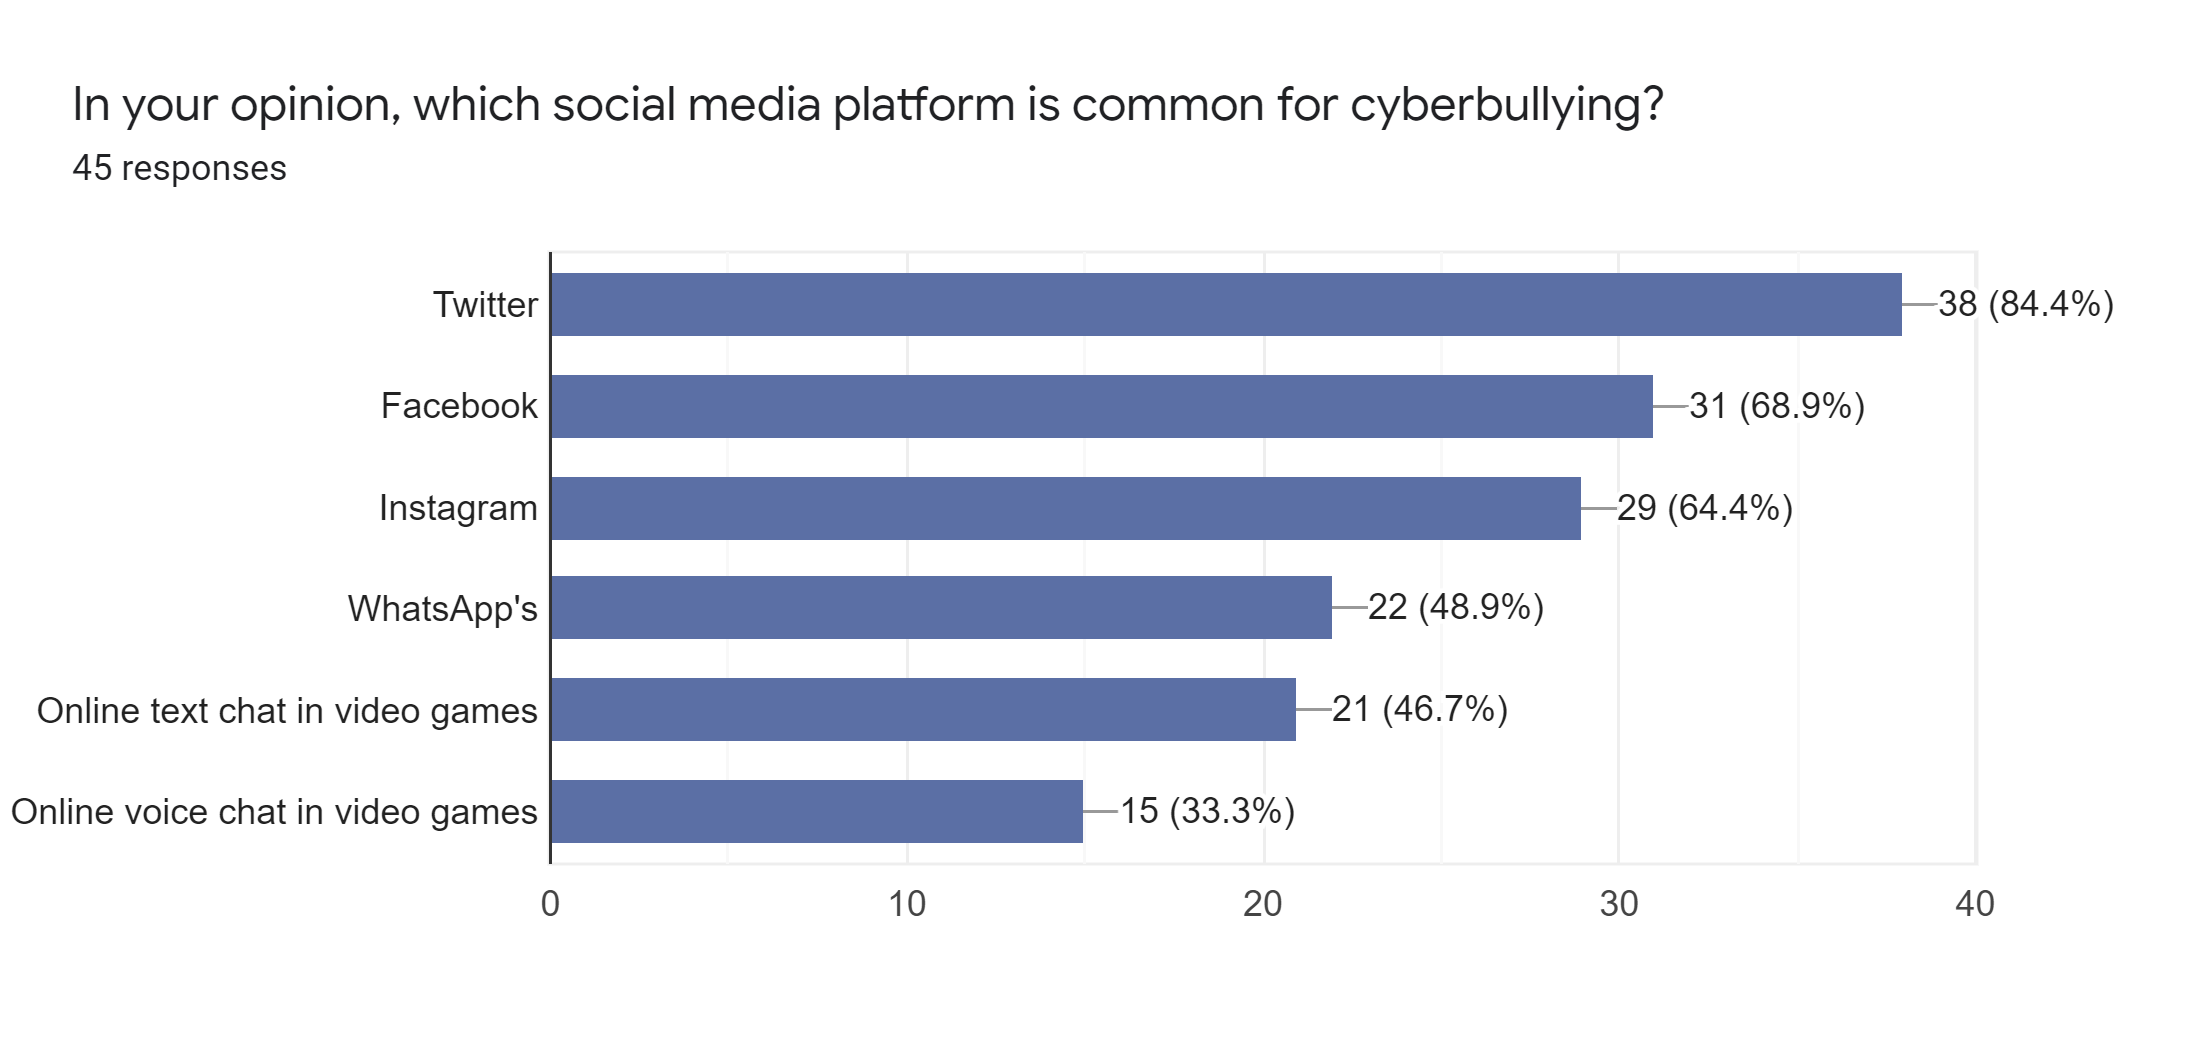 In your opinion, which social media platform is common for cyberbullying?
45 responses
Twitter
38 (84.4%)
Facebook
31 (68.9%)
Instagram
29 (64.4%)
WhatsApp's
22 (48.9%)
Online text chat in video games
21 (46.7%)
Online voice chat in video games
15 (33.3%)
0 10 20 30 40